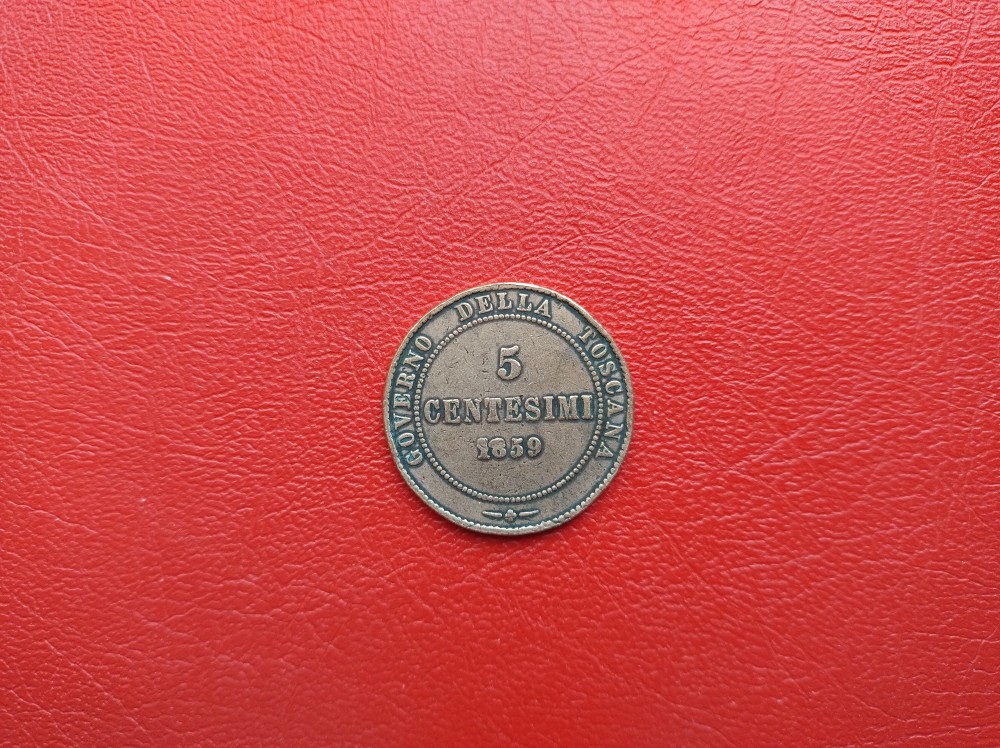 GOVERNO DELLA TOSCANA
5
CENTESIMI
1859